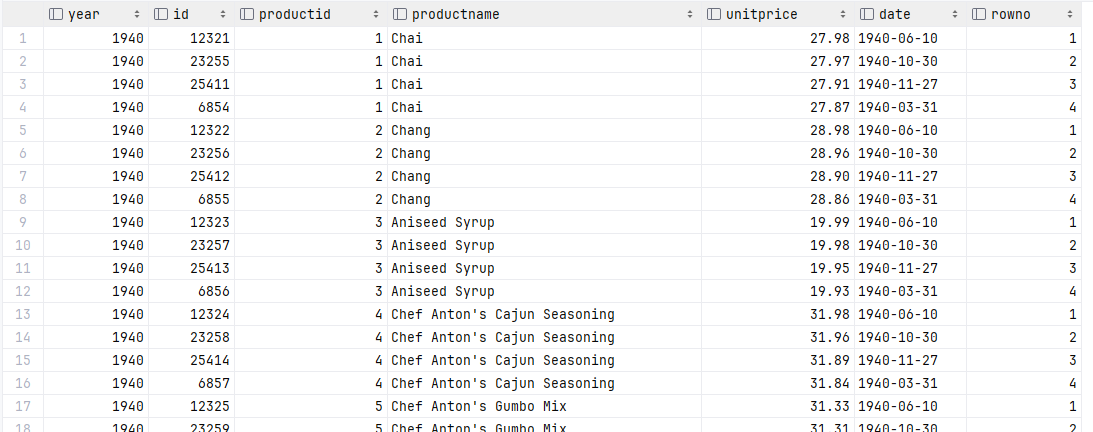 year id productid productname unitprice date rowno
1 1940 12321 1 Chai 27.98 1940-06-10 1
2 1940 23255 1 Chai 27.97 1940-10-30 2
3 1940 25411 1 Chai 27.91 1940-11-27 3
4 1940 6854 1 Chai 27.87 1940-03-31 4
5 1940 12322 2 Chang 28.98 1940-06-10 1
6 1940 23256 2 Chang 28.96 1940-10-30 2
7 1940 25412 2 Chang 28.90 1940-11-27 3
8 1940 6855 2 Chang 28.86 1940-03-31 4
9 1940 12323 3 Aniseed Syrup 19.99 1940-06-10 1
10 1940 23257 3 Aniseed Syrup 19.98 1940-10-30 2
11 1940 25413 3 Aniseed Syrup 19.95 1940-11-27 3
12 1940 6856 3 Aniseed Syrup 19.93 1940-03-31 4
13 1940 12324 4 Chef Anton's Cajun Seasoning 31.98 1940-06-10 1
14 1940 23258 4 Chef Anton's Cajun Seasoning 31.96 1940-10-30 2
15 1940 25414 4 Chef Anton's Cajun Seasoning 31.89 1940-11-27 3
16 1940 6857 4 Chef Anton's Cajun Seasoning 31.84 1940-03-31 4
17 1940 12325 5 Chef Anton's Gumbo Mix 31.33 1940-06-10 1
18 1940 23259 5 Chef Anton's Gumbo Mix 31.31 1940-10-30 2